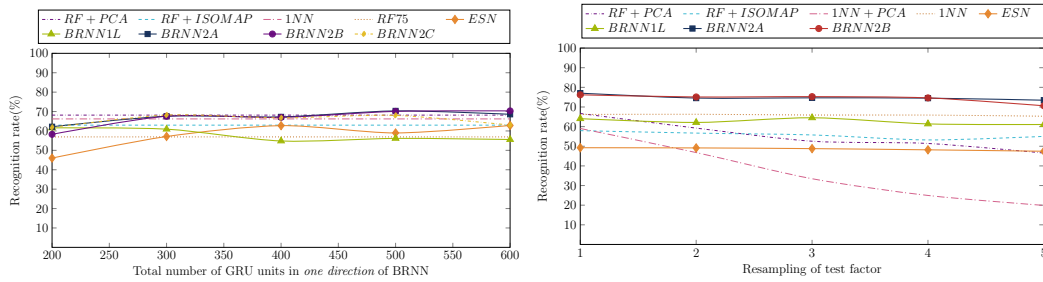 RF + PCA RF + ISOMAP 1NN RF75 ESN
BRNN1L BRNN2A BRNN2B BRNN2C
100
90
80
70
60
50
40
30
20
10
200 250 300 350 400 450 500 550 600
Recognition rate(%)
Total number of GRU units in one direction of BRNN
RF + PCA RF + ISOMAP 1NN + PCA 1NN ESN
BRNN1L BRNN2A BRNN2B
100
90
80
70
60
50
40
30
20
10
1 2 3 4 5
Recognition rate(%)
Resampling of test factor